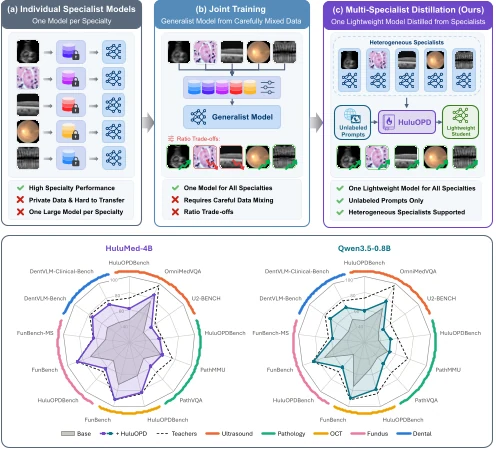 (a) Individual Specialist Models
One Model per Specialty
High Specialty Performance
Private Data & Hard to Transfer
One Large Model per Specialty
(b) Joint Training
Generalist Model from Carefully Mixed Data
Generalist Model
Ratio Trade-offs:
One Model for All Specialties
Requires Careful Data Mixing
Ratio Trade-offs
(c) Multi-Specialist Distillation (Ours)
One Lightweight Model Distilled from Specialists
Heterogeneous Specialists
Unlabeled
Prompts
HuluOPD
Lightweight
Student
One Lightweight Model for All Specialties
Unlabeled Prompts Only
Heterogeneous Specialists Supported
HuluMed-4B
HuluOPDBench
OmniMedVQA
U2-BENCH
HuluOPDBench
PathMMU
PathVQA
HuluOPDBench
FunBench
HuluOPDBench
FunBench
FunBench-MS
DentVLM-Bench
DentVLM-Clinical-Bench
Qwen3.5-0.8B
HuluOPDBench
OmniMedVQA
U2-BENCH
HuluOPDBench
PathMMU
PathVQA
HuluOPDBench
FunBench
HuluOPDBench
FunBench
FunBench-MS
DentVLM-Bench
DentVLM-Clinical-Bench
Base
+ HuluOPD
Teachers
Ultrasound
Pathology
OCT
Fundus
Dental